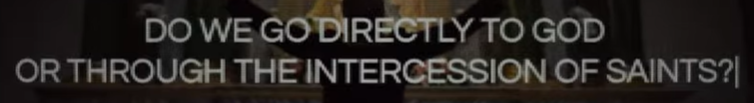 DO WE GO DIRECTLY TO GOD
OR THROUGH THE INTERCESSION OF SAINTS?|